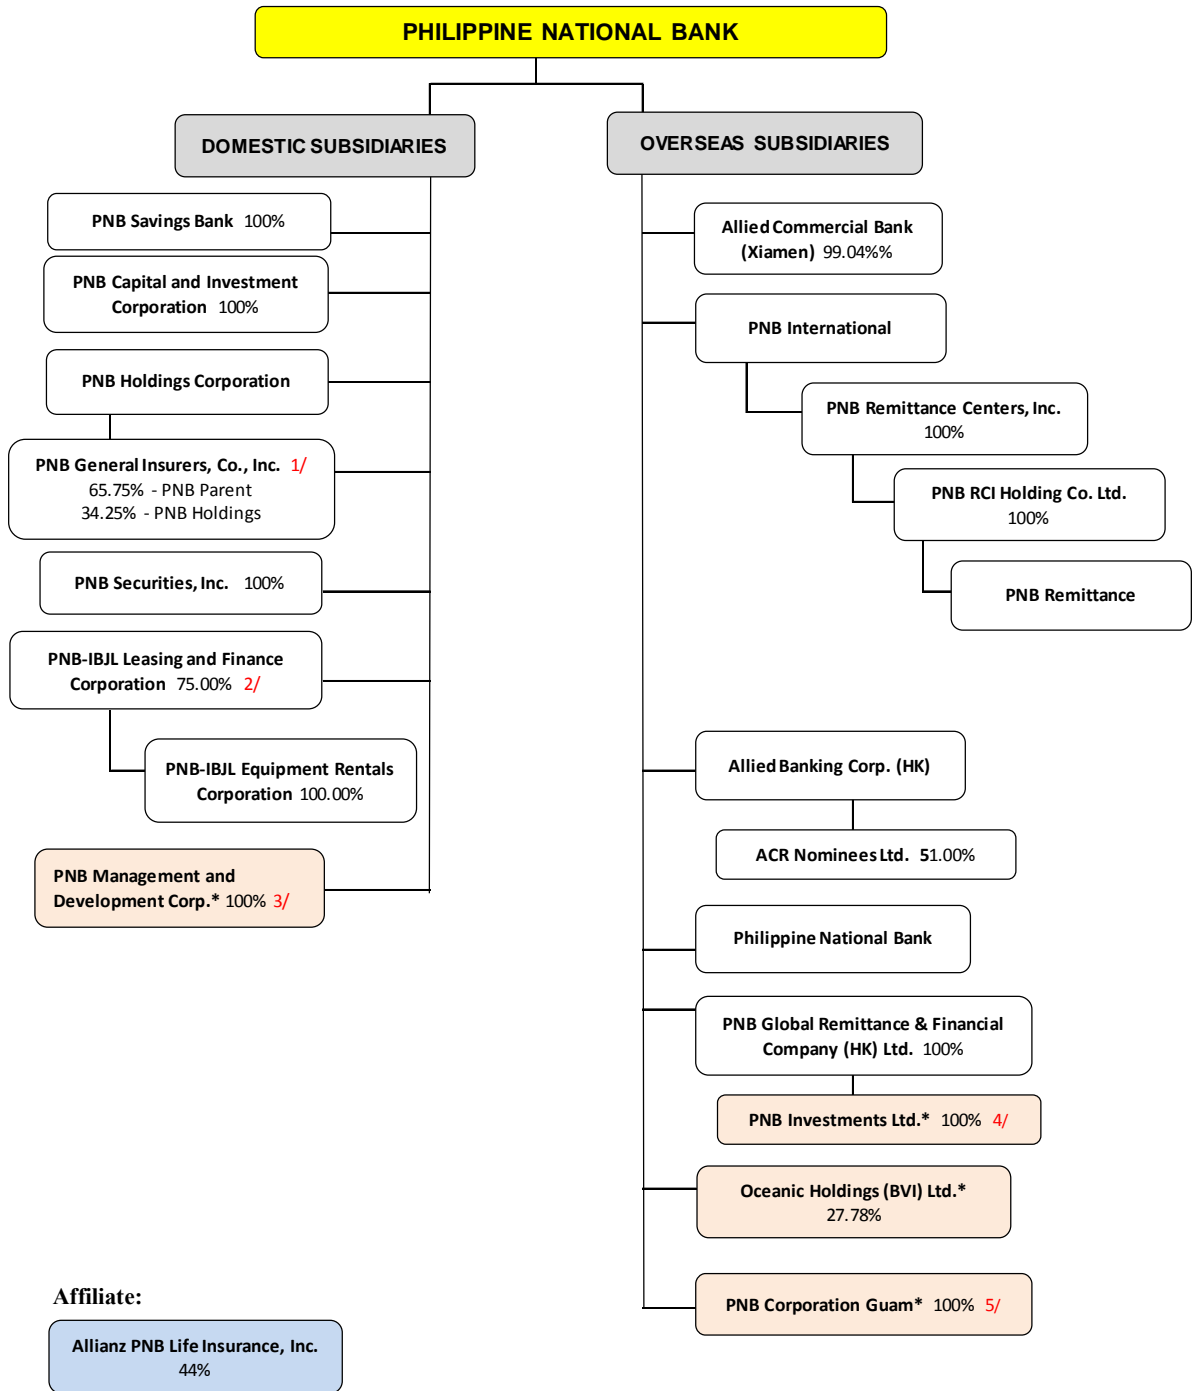 PHILIPPINE NATIONAL BANK
DOMESTIC SUBSIDIARIES
PNB Savings Bank 100%
PNB Capital and Investment
Corporation 100%
PNB Holdings Corporation
PNB General Insurers, Co., Inc. 1/
65.75% - PNB Parent
34.25% - PNB Holdings
PNB Securities, Inc. 100%
PNB-IBJL Leasing and Finance
Corporation 75.00% 2/
PNB-IBJL Equipment Rentals
Corporation 100.00%
PNB Management and
Development Corp.* 100% 3/
OVERSEAS SUBSIDIARIES
Allied Commercial Bank
(Xiamen) 99.04%%
PNB International
PNB Remittance Centers, Inc.
100%
PNB RCI Holding Co. Ltd.
100%
PNB Remittance
Allied Banking Corp. (HK)
ACR Nominees Ltd. 51.00%
Philippine National Bank
PNB Global Remittance & Financial
Company (HK) Ltd. 100%
PNB Investments Ltd.* 100% 4/
Oceanic Holdings (BVI) Ltd.*
27.78%
PNB Corporation Guam* 100% 5/
Affiliate:
Allianz PNB Life Insurance, Inc.
44%